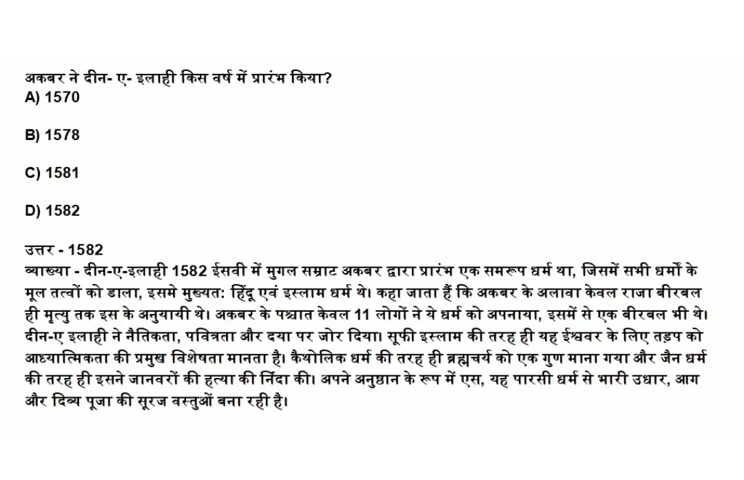 अकबर ने दीन- ए- इलाही किस वर्ष में प्रारंभ किया?
A) 1570
B) 1578
C) 1581
D) 1582
उत्तर - 1582
व्याख्या - दीन-ए-इलाही 1582 ईसवी में मुगल सम्राट अकबर द्वारा प्रारंभ एक समरूप धर्म था, जिसमें सभी धर्मों के
मूल तत्वों को डाला, इसमे मुख्यत: हिंदू एवं इस्लाम धर्म थे। कहा जाता हैं कि अकबर के अलावा केवल राजा बीरबल
ही मृत्यु तक इस के अनुयायी थे। अकबर के पश्चात केवल 11 लोगों ने ये धर्म को अपनाया, इसमें से एक बीरबल भी थे।
दीन-ए इलाही ने नैतिकता, पवित्रता और दया पर जोर दिया। सूफी इस्लाम की तरह ही यह ईश्ववर के लिए तड़प को
आध्यात्मिकता की प्रमुख विशेषता मानता है। कैथोलिक धर्म की तरह ही ब्रह्मचर्य को एक गुण माना गया और जैन धर्म
की तरह ही इसने जानवरों की हत्या की निंदा की। अपने अनुष्ठान के रूप में एस, यह पारसी धर्म से भारी उधार, आग
और दिव्य पूजा की सूरज वस्तुओं बना रही है।